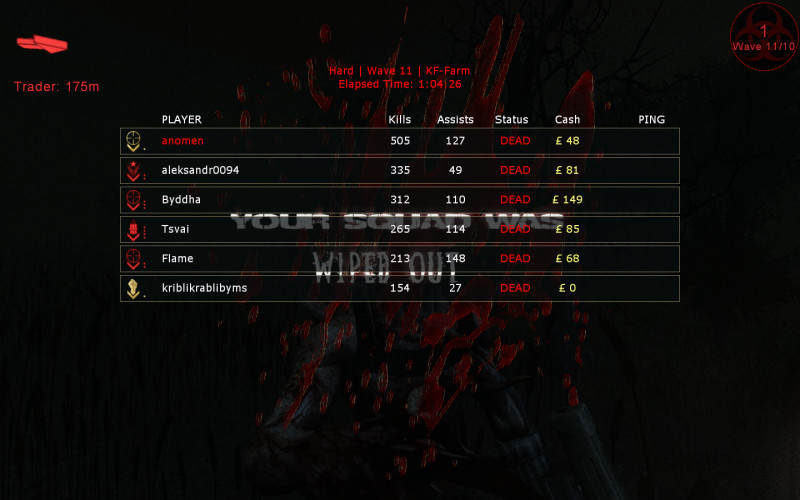 1
Wave 11/10
Trader: 175m
Hard | Wave 11 | KF-Farm
Elapsed Time: 1:04:26
PLAYER Kills Assists Status Cash PING
anomen 505 127 DEAD £ 48
aleksandr0094 335 49 DEAD £ 81
Byddha 312 110 DEAD £ 149
YOUR SQUAD WAS
Tsvai 265 114 DEAD £ 85
Flame 213 148 DEAD £ 68
WIPED OUT
kriblikrablibyms 154 27 DEAD £ 0